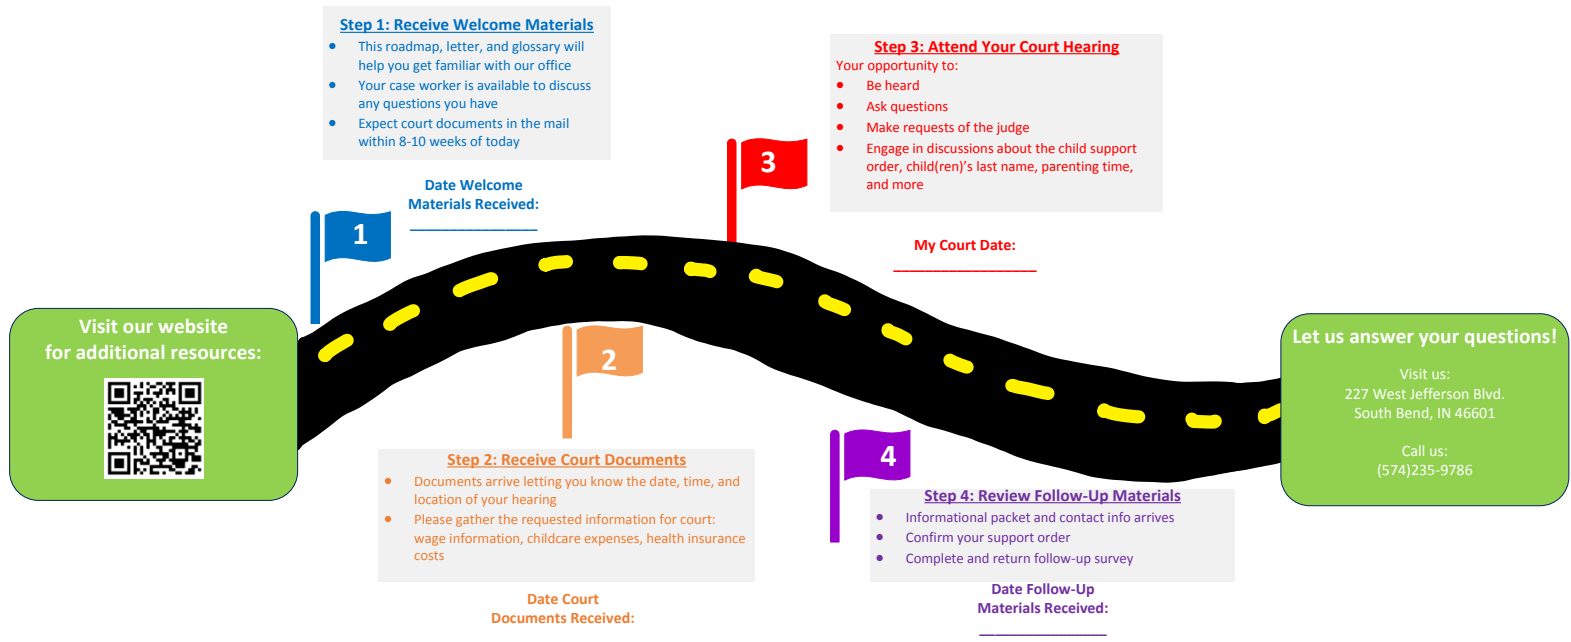 Step 1: Receive Welcome Materials
• This roadmap, letter, and glossary will
help you get familiar with our office
• Your case worker is available to discuss
any questions you have
• Expect court documents in the mail
within 8-10 weeks of today
Date Welcome
Materials Received:
________________
1
Step 3: Attend Your Court Hearing
Your opportunity to:
• Be heard
• Ask questions
• Make requests of the judge
• Engage in discussions about the child support
order, child(ren)’s last name, parenting time,
and more
3
My Court Date:
__________________
Visit our website
for additional resources:
2
Step 2: Receive Court Documents
• Documents arrive letting you know the date, time, and
location of your hearing
• Please gather the requested information for court:
wage information, childcare expenses, health insurance
costs
Date Court
Documents Received:
4
Step 4: Review Follow-Up Materials
• Informational packet and contact info arrives
• Confirm your support order
• Complete and return follow-up survey
Date Follow-Up
Materials Received:
________________
Let us answer your questions!
Visit us:
227 West Jefferson Blvd.
South Bend, IN 46601
Call us:
(574)235-9786